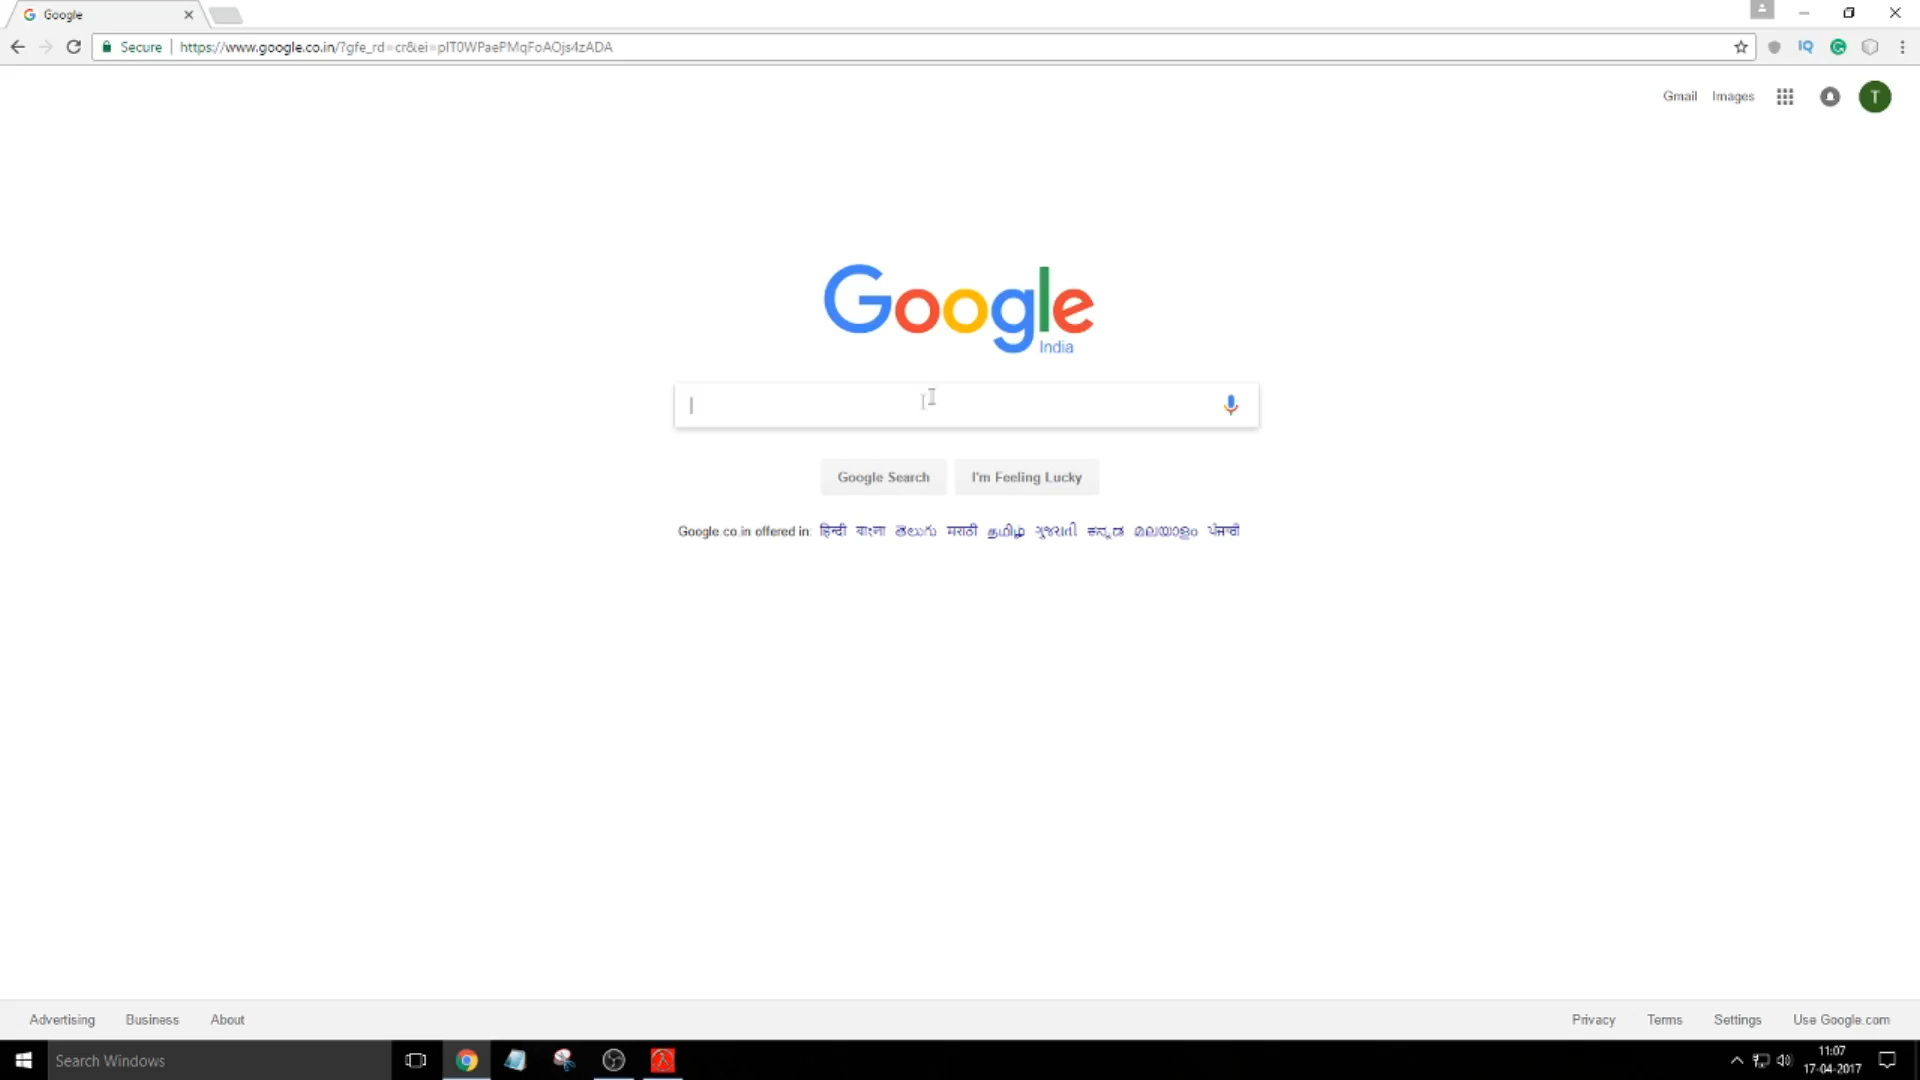 Google
Secure | https://www.google.co.in/?gfe_rd=cr&ei=pIT0WPaePMqFoAOjs4zADA
IQ
Gmail Images T
Google
India
Google Search I'm Feeling Lucky
Google.co.in offered in: हिन्दी বাংলা తెలుగు मराठी தமிழ் ગુજરાતી ಕನ್ನಡ മലയാളം ਪੰਜਾਬੀ
Advertising Business About Privacy Terms Settings Use Google.com
Search Windows 11:07
17-04-2017